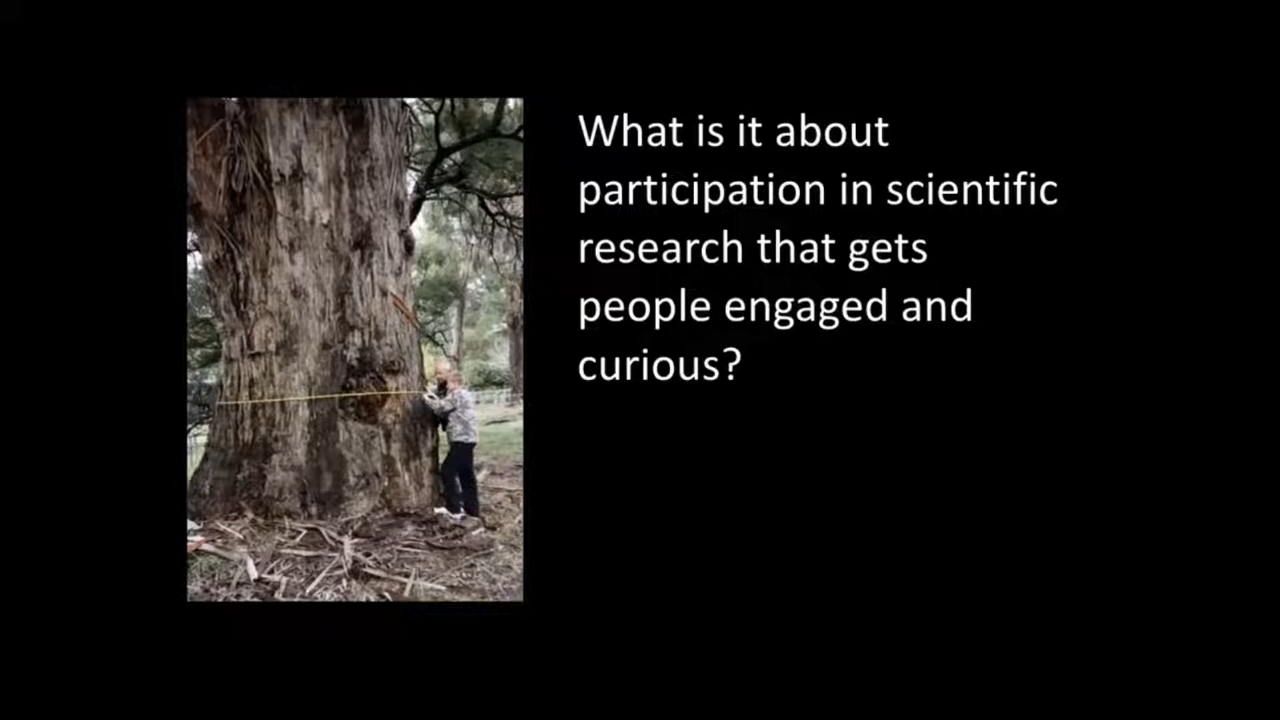 What is it about
participation in scientific
research that gets
people engaged and
curious?